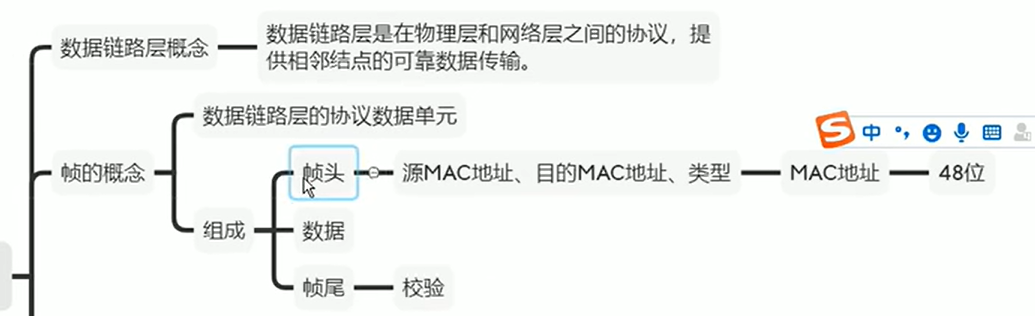 数据链路层概念
数据链路层是在物理层和网络层之间的协议，提
供相邻结点的可靠数据传输。
帧的概念
数据链路层的协议数据单元
组成
帧头
源MAC地址、目的MAC地址、类型
MAC地址
48位
数据
帧尾
校验
S
中